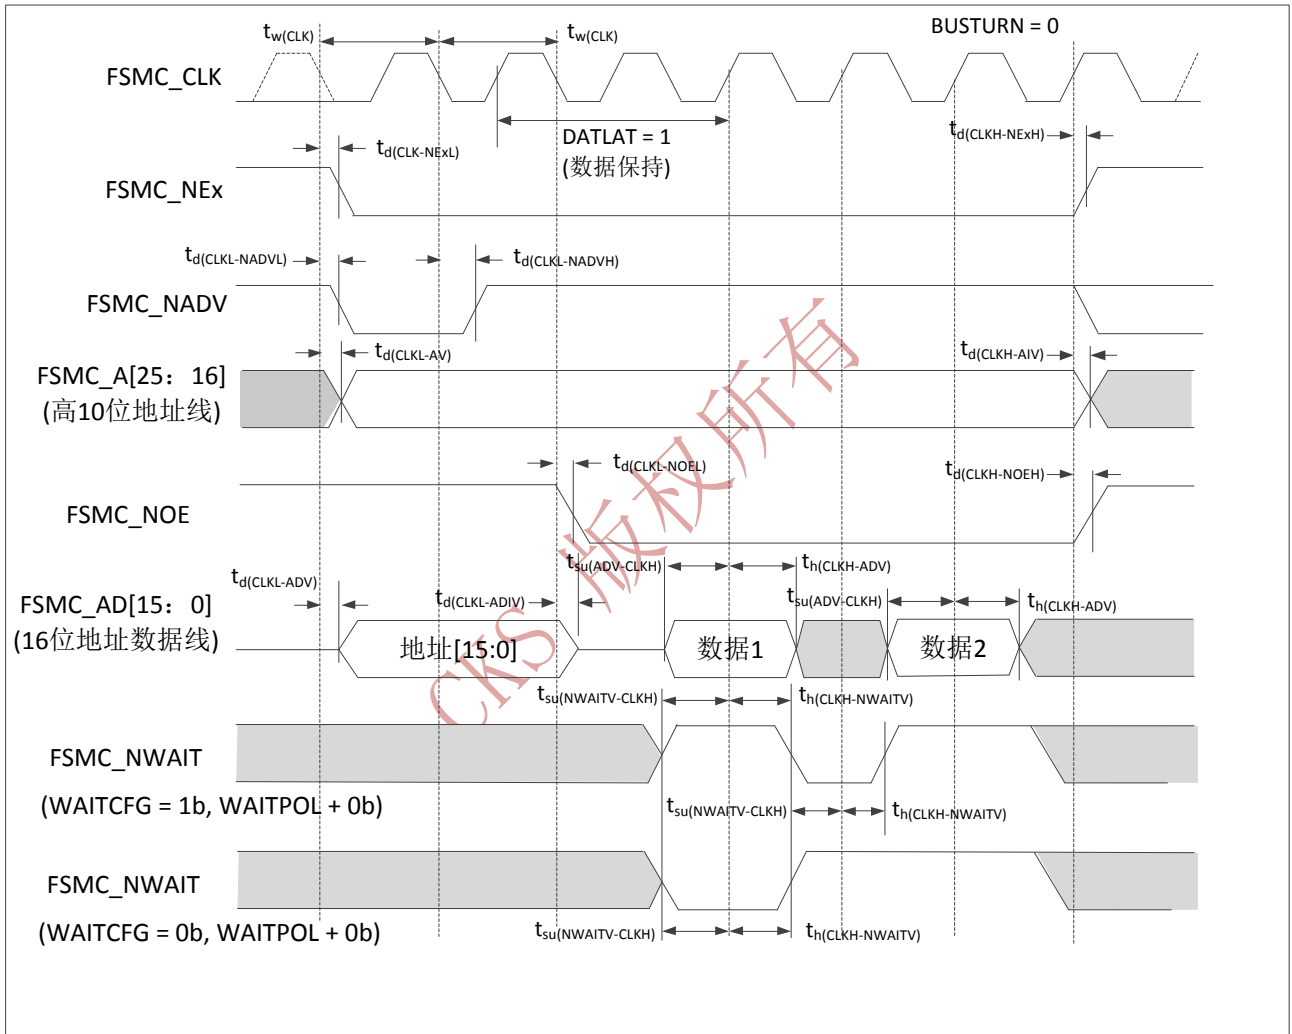 tw(CLK)
tw(CLK)
BUSTURN = 0
FSMC_CLK
DATLAT = 1
(数据保持)
td(CLK-NExL)
td(CLKH-NExH)
FSMC_NEx
td(CLKL-NADVL)
td(CLKL-NADVH)
FSMC_NADV
td(CLKL-AV)
td(CLKH-AIV)
FSMC_A[25：16]
(高10位地址线)
td(CLKL-NOEL)
td(CLKH-NOEH)
FSMC_NOE
tsu(ADV-CLKH)
th(CLKH-ADV)
td(CLKL-ADV)
td(CLKL-ADIV)
tsu(ADV-CLKH)
th(CLKH-ADV)
FSMC_AD[15：0]
(16位地址数据线)
地址[15:0]
数据1
数据2
tsu(NWAITV-CLKH)
th(CLKH-NWAITV)
FSMC_NWAIT
(WAITCFG = 1b, WAITPOL + 0b)
tsu(NWAITV-CLKH)
th(CLKH-NWAITV)
FSMC_NWAIT
(WAITCFG = 0b, WAITPOL + 0b)
tsu(NWAITV-CLKH)
th(CLKH-NWAITV)
CKS 版权所有